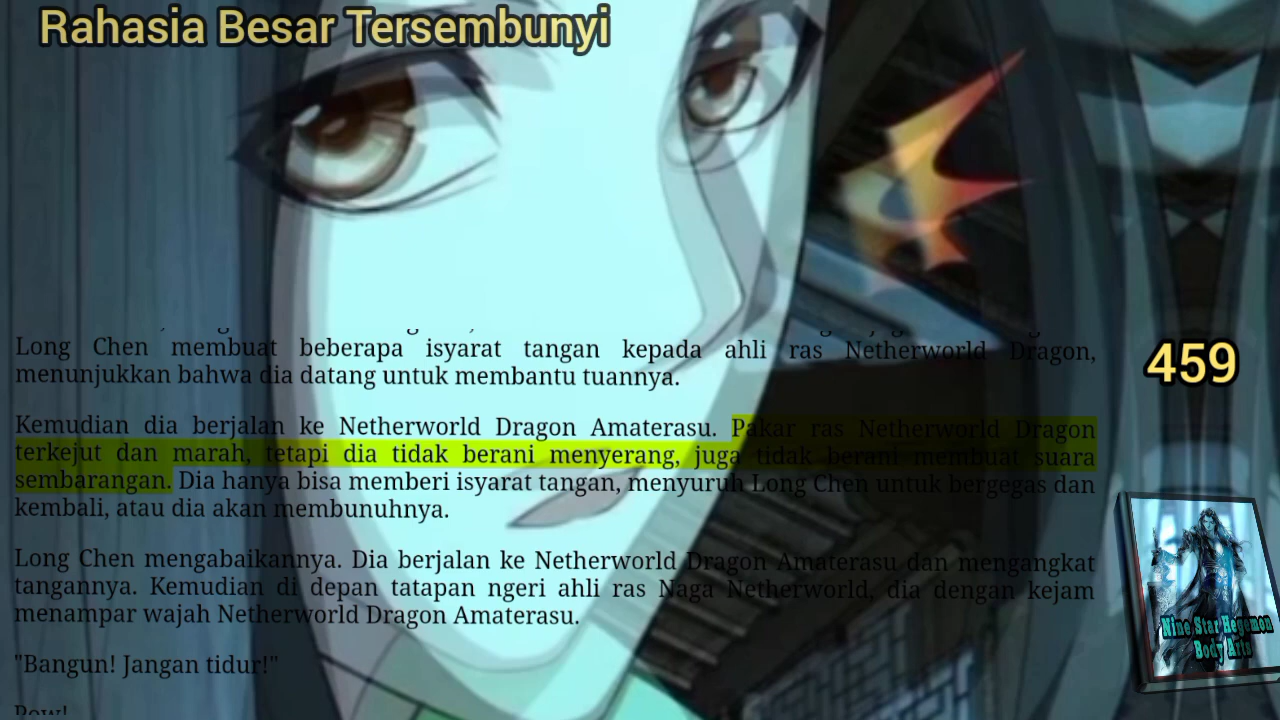 Rahasia Besar Tersembunyi
Long Chen membuat beberapa isyarat tangan kepada ahli ras Netherworld Dragon,
menunjukkan bahwa dia datang untuk membantu tuannya.
Kemudian dia berjalan ke Netherworld Dragon Amaterasu. Pakar ras Netherworld Dragon
terkejut dan marah, tetapi dia tidak berani menyerang, juga tidak berani membuat suara
sembarangan. Dia hanya bisa memberi isyarat tangan, menyuruh Long Chen untuk bergegas dan
kembali, atau dia akan membunuhnya.
Long Chen mengabaikannya. Dia berjalan ke Netherworld Dragon Amaterasu dan mengangkat
tangannya. Kemudian di depan tatapan ngeri ahli ras Naga Netherworld, dia dengan kejam
menampar wajah Netherworld Dragon Amaterasu.
"Bangun! Jangan tidur!"
Pow!
459
Nine Star Hegemon
Body Arts